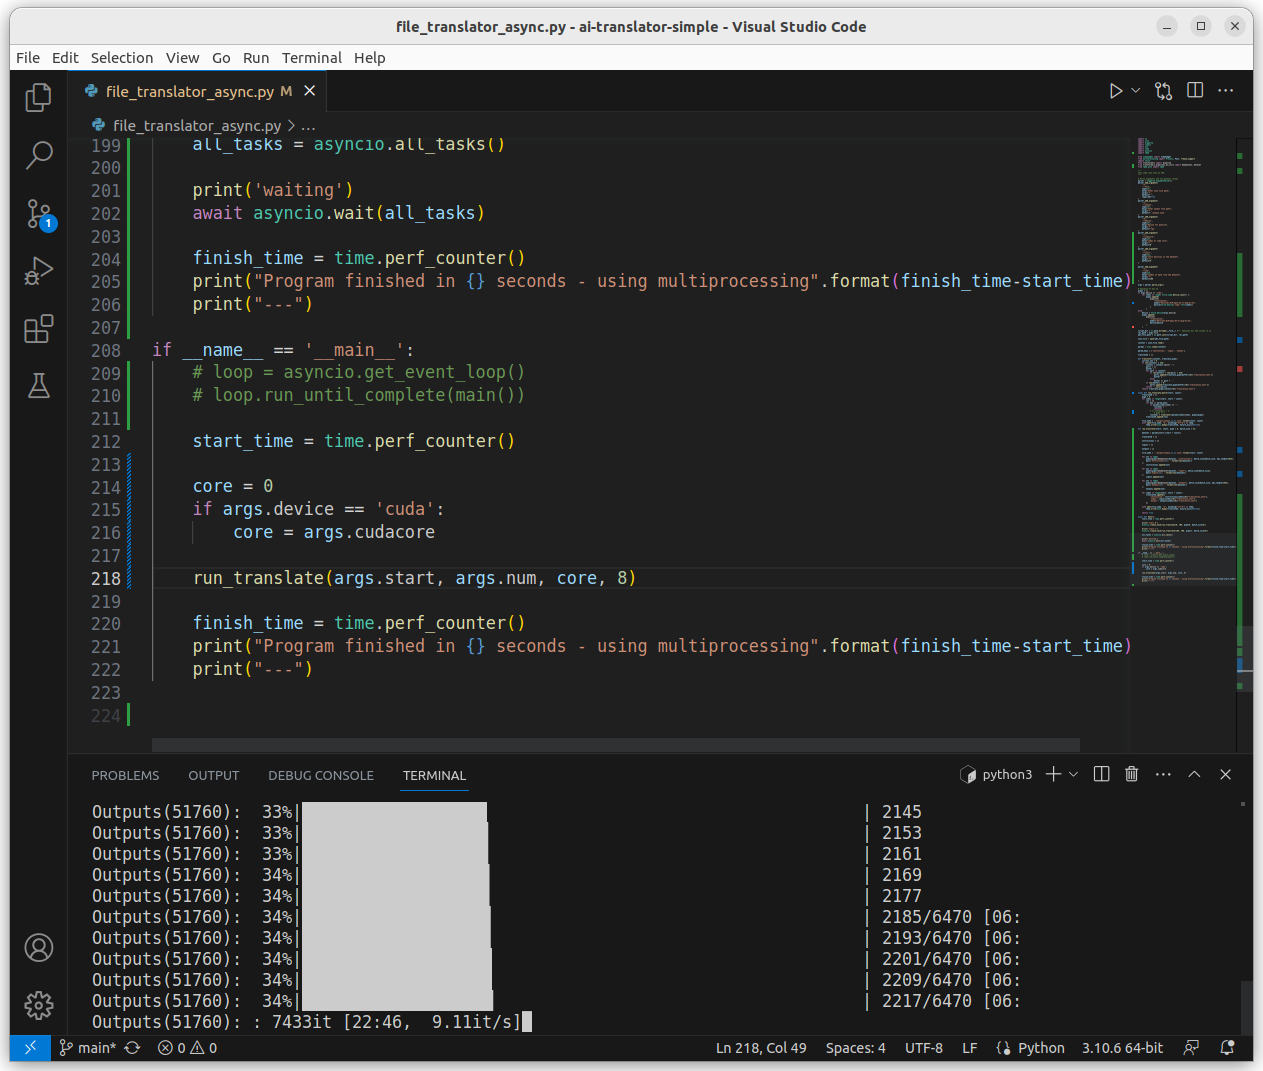 file_translator_async.py - ai-translator-simple - Visual Studio Code
File Edit Selection View Go Run Terminal Help
file_translator_async.py M
file_translator_async.py > ...
199 all_tasks = asyncio.all_tasks()
200
201 print('waiting')
202 await asyncio.wait(all_tasks)
203
204 finish_time = time.perf_counter()
205 print("Program finished in {} seconds - using multiprocessing".format(finish_time-start_time)
206 print("---")
207
208 if __name__ == '__main__':
209 # loop = asyncio.get_event_loop()
210 # loop.run_until_complete(main())
211
212 start_time = time.perf_counter()
213
214 core = 0
215 if args.device == 'cuda':
216 core = args.cudacore
217
218 run_translate(args.start, args.num, core, 8)
219
220 finish_time = time.perf_counter()
221 print("Program finished in {} seconds - using multiprocessing".format(finish_time-start_time)
222 print("---")
223
224
1
PROBLEMS OUTPUT DEBUG CONSOLE TERMINAL python3
Outputs(51760): 33%| | 2145
Outputs(51760): 33%| | 2153
Outputs(51760): 33%| | 2161
Outputs(51760): 34%| | 2169
Outputs(51760): 34%| | 2177
Outputs(51760): 34%| | 2185/6470 [06:
Outputs(51760): 34%| | 2193/6470 [06:
Outputs(51760): 34%| | 2201/6470 [06:
Outputs(51760): 34%| | 2209/6470 [06:
Outputs(51760): 34%| | 2217/6470 [06:
Outputs(51760): : 7433it [22:46, 9.11it/s]
main* 0 0 Ln 218, Col 49 Spaces: 4 UTF-8 LF Python 3.10.6 64-bit